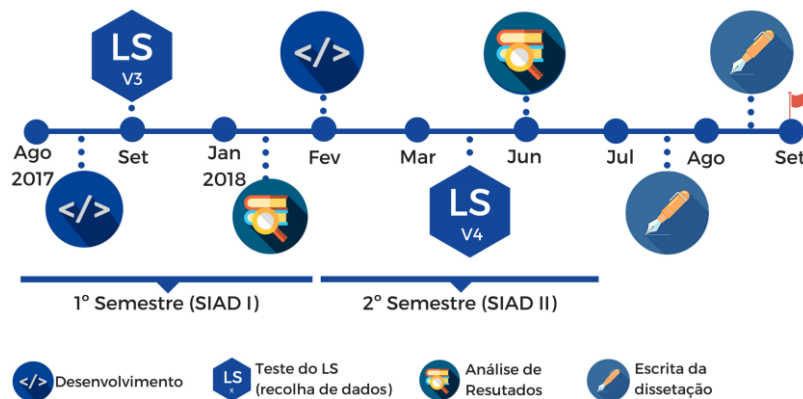 LS
V3
</>
Ago
2017
Set
Jan
2018
Fev
Mar
Jun
Jul
Ago
Set
</>
LS
V4
1º Semestre (SIAD I)
2º Semestre (SIAD II)
</>
Desenvolvimento
LS
x
Teste do LS
(recolha de dados)
Análise de
Resutados
Escrita da
dissetação